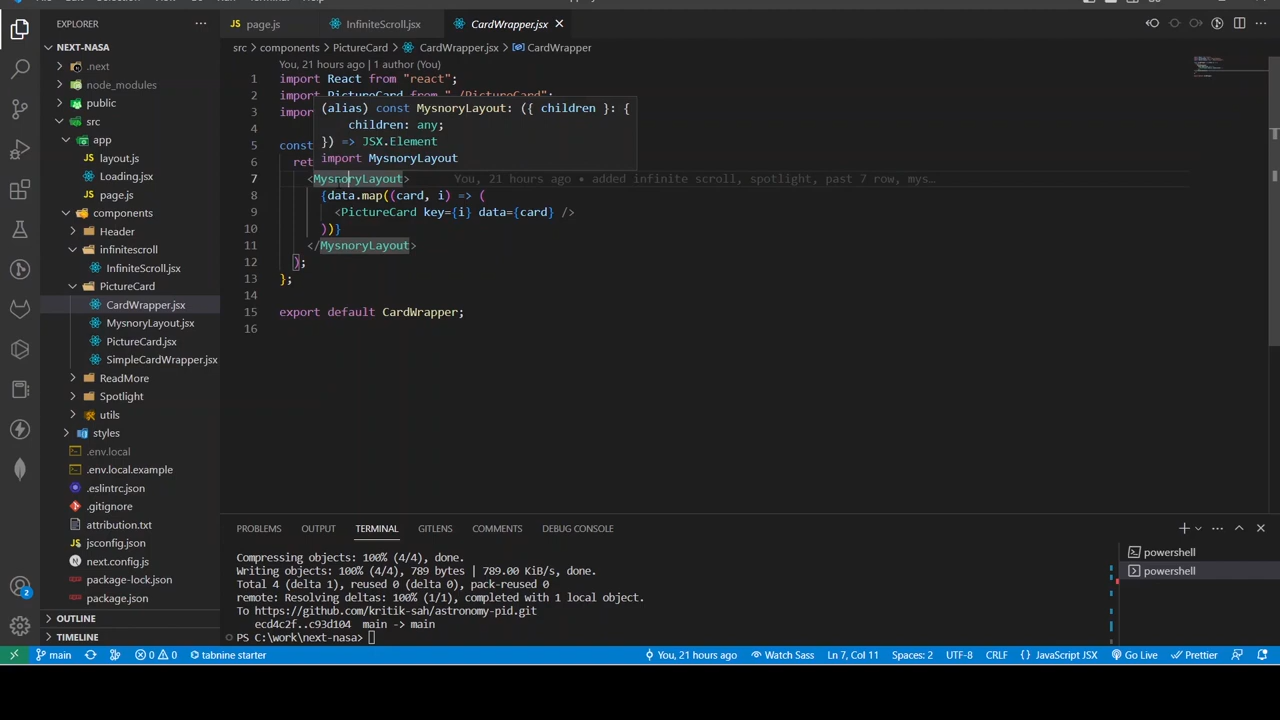 EXPLORER
page.js
InfiniteScroll.jsx
CardWrapper.jsx
NEXT-NASA
src > components > PictureCard > CardWrapper.jsx > CardWrapper
.next
node_modules
public
src
app
layout.js
Loading.jsx
page.js
components
Header
infinitescroll
InfiniteScroll.jsx
PictureCard
CardWrapper.jsx
MysnoryLayout.jsx
PictureCard.jsx
SimpleCardWrapper.jsx
ReadMore
Spotlight
utils
styles
.env.local
.env.local.example
.eslintrc.json
.gitignore
attribution.txt
jsconfig.json
next.config.js
package-lock.json
package.json
OUTLINE
TIMELINE
You, 21 hours ago | 1 author (You)
1 import React from "react";
2 import PictureCard from "./PictureCard";
3 impor
(alias) const MysnoryLayout: ({ children }: {
children: any;
}) => JSX.Element
import MysnoryLayout
4
5 cons
6 ret
7 <MysnoryLayout> You, 21 hours ago • added infinite scroll, spotlight, past 7 row, mys…
8 {data.map((card, i) => (
9 <PictureCard key={i} data={card} />
10 ))}
11 </MysnoryLayout>
12 );
13 };
14
15 export default CardWrapper;
16
PROBLEMS OUTPUT TERMINAL GITLENS COMMENTS DEBUG CONSOLE
Compressing objects: 100% (4/4), done.
Writing objects: 100% (4/4), 789 bytes | 789.00 KiB/s, done.
Total 4 (delta 1), reused 0 (delta 0), pack-reused 0
remote: Resolving deltas: 100% (1/1), completed with 1 local object.
To https://github.com/kritik-sah/astronomy-pid.git
ecd4c2f..c93d104 main -> main
PS C:\work\next-nasa>
powershell
powershell
2
main 0 0 tabnine starter You, 21 hours ago Watch Sass Ln 7, Col 11 Spaces: 2 UTF-8 CRLF {} JavaScript JSX Go Live Prettier